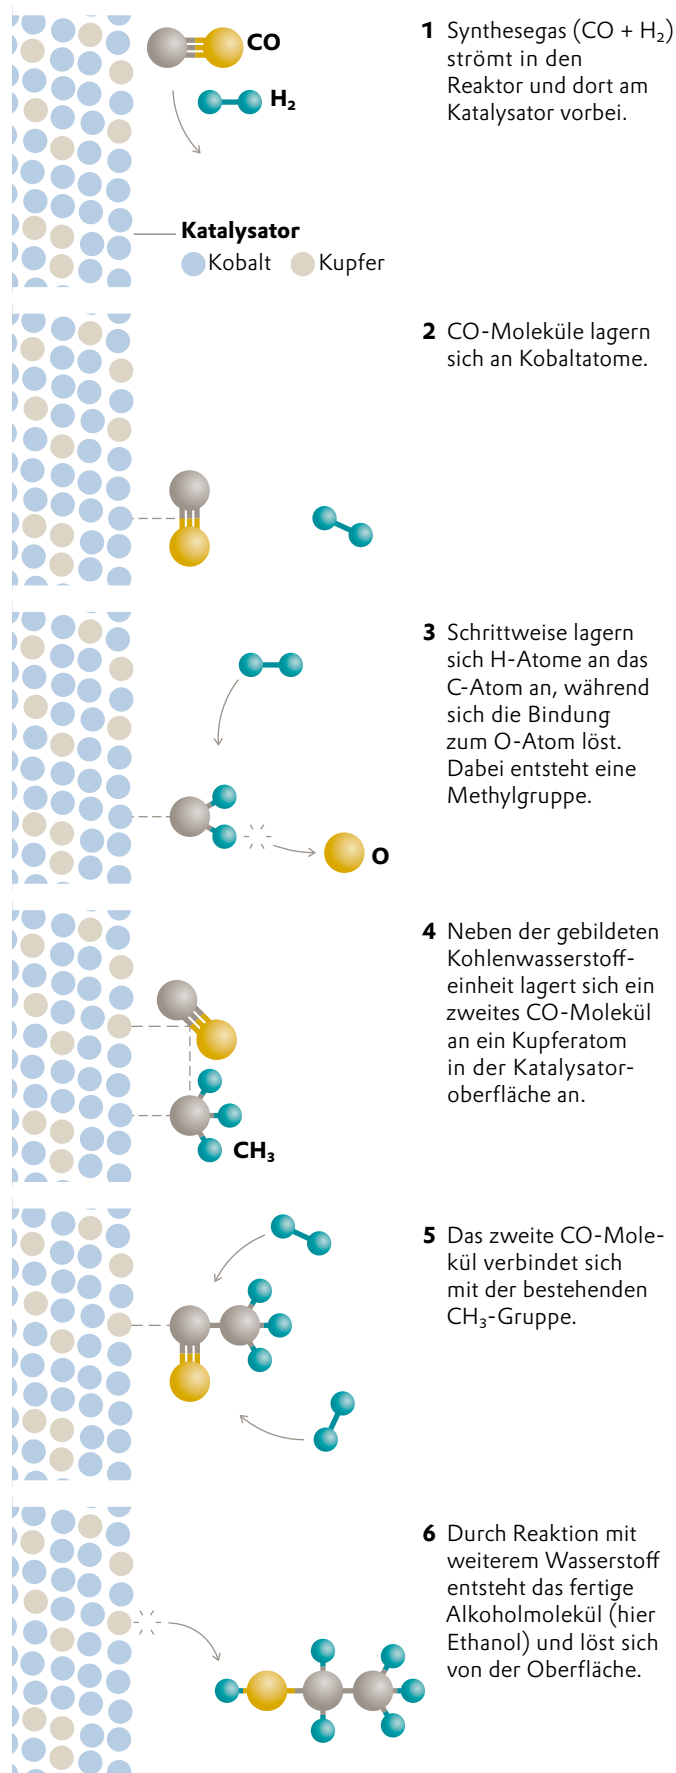 CO
H₂
1 Synthesegas (CO + H₂)
strömt in den
Reaktor und dort am
Katalysator vorbei.
Katalysator
Kobalt Kupfer
2 CO-Moleküle lagern
sich an Kobaltatome.
3 Schrittweise lagern
sich H-Atome an das
C-Atom an, während
sich die Bindung
zum O-Atom löst.
Dabei entsteht eine
Methylgruppe.
O
4 Neben der gebildeten
Kohlenwasserstoff-
einheit lagert sich ein
zweites CO-Molekül
an ein Kupferatom
in der Katalysator-
oberfläche an.
CH₃
5 Das zweite CO-Mole-
kül verbindet sich
mit der bestehenden
CH₃-Gruppe.
6 Durch Reaktion mit
weiterem Wasserstoff
entsteht das fertige
Alkoholmolekül (hier
Ethanol) und löst sich
von der Oberfläche.